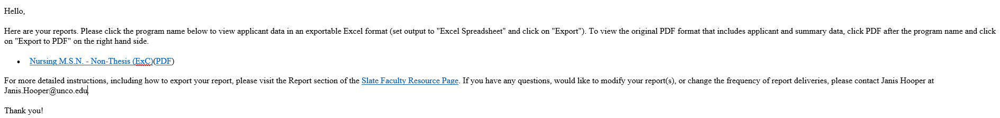 Hello,
Here are your reports. Please click the program name below to view applicant data in an exportable Excel format (set output to "Excel Spreadsheet" and click on "Export"). To view the original PDF format that includes applicant and summary data, click PDF after the program name and click
on "Export to PDF" on the right hand side.
• Nursing M.S.N. - Non-Thesis (ExC)(PDF)
For more detailed instructions, including how to export your report, please visit the Report section of the Slate Faculty Resource Page. If you have any questions, would like to modify your report(s), or change the frequency of report deliveries, please contact Janis Hooper at
Janis.Hooper@unco.edu
Thank you!